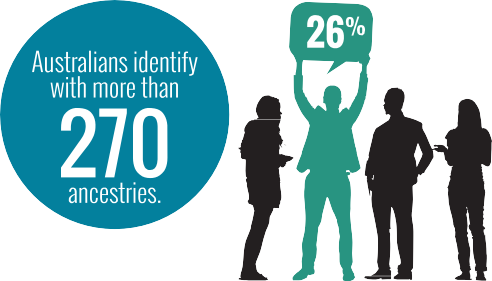 Australians identify
with more than
270
ancestries.
26%